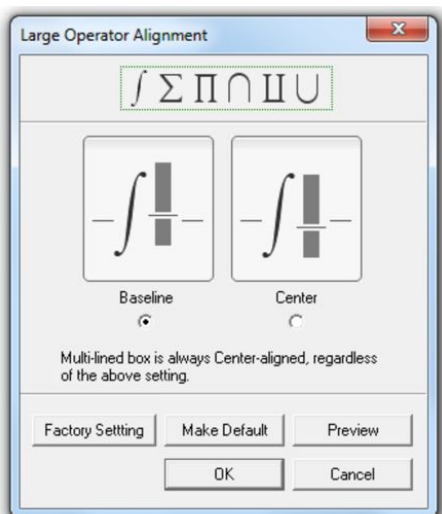 Large Operator Alignment
∫ Σ Π ∩ ∐ ∪
Baseline Center
Multi-lined box is always Center-aligned, regardless
of the above setting.
Factory Settting Make Default Preview
OK Cancel